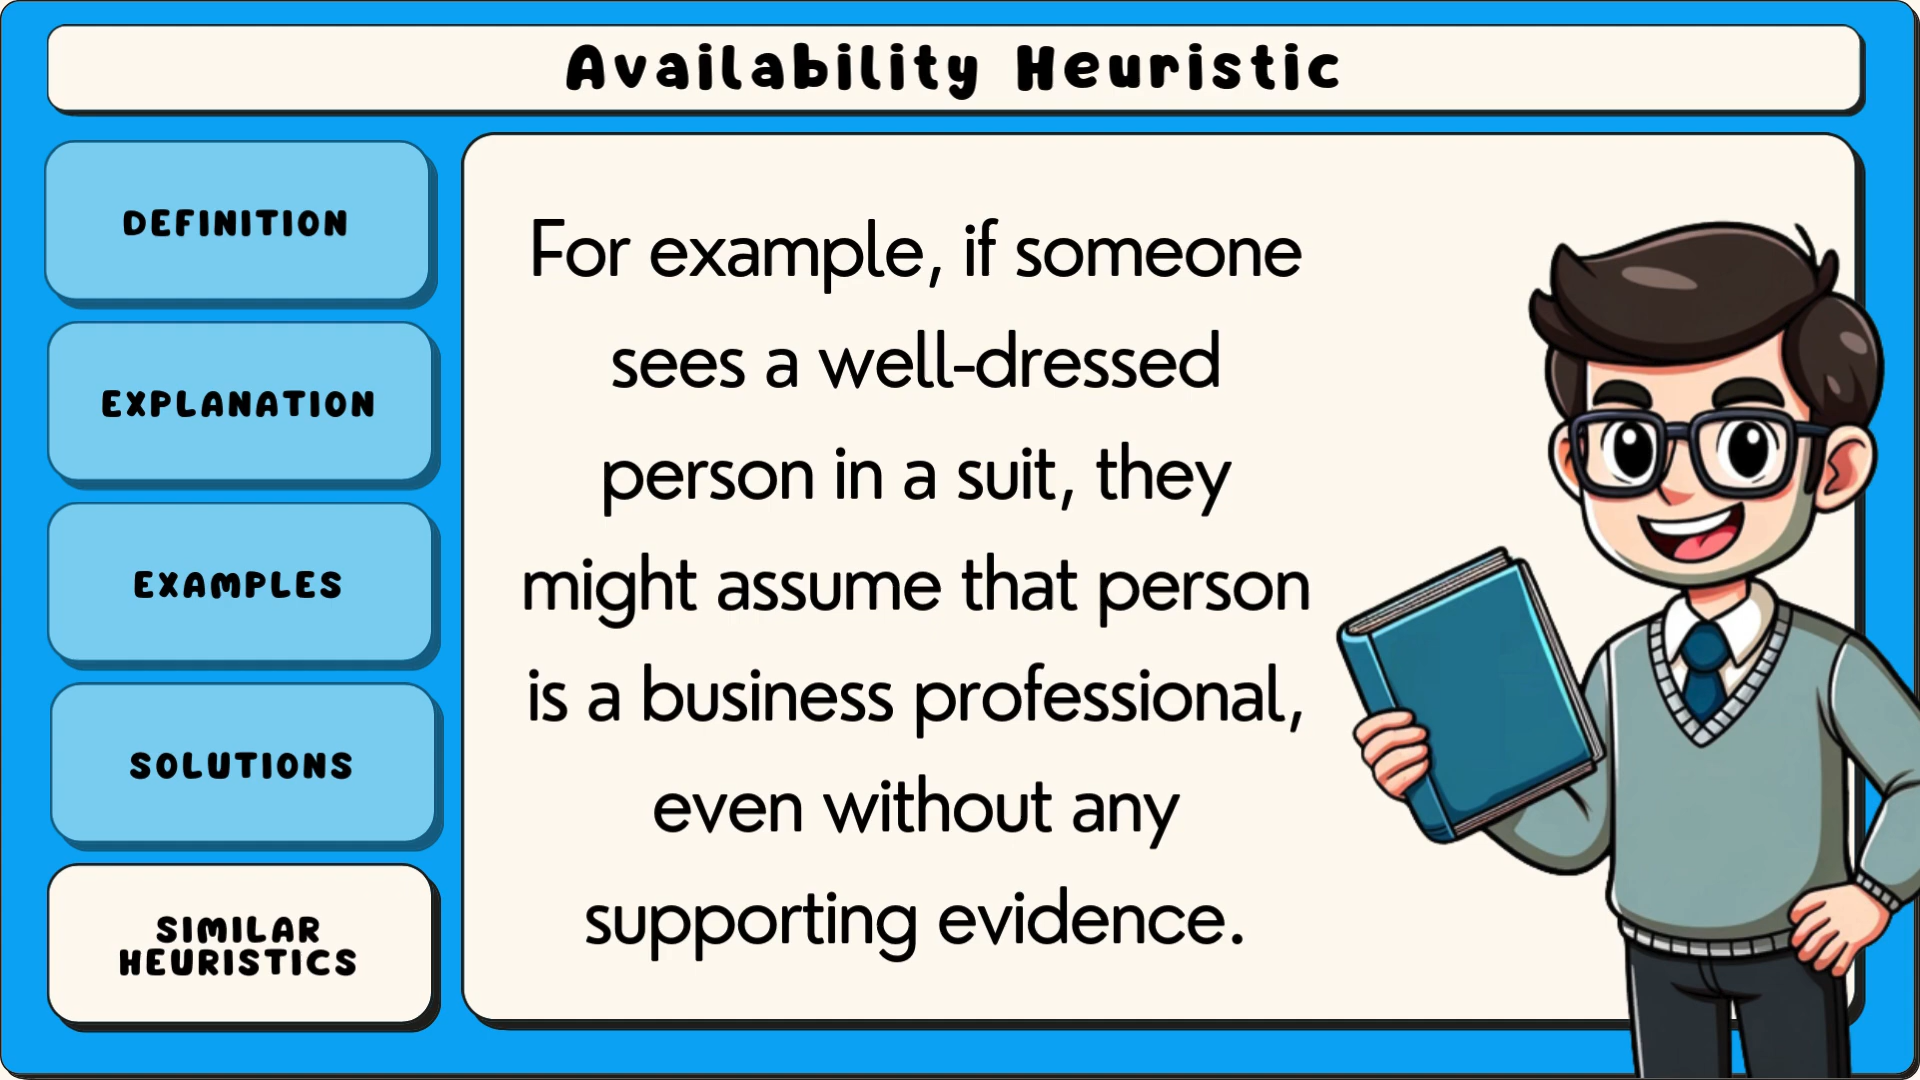 Availability Heuristic
DEFINITION
EXPLANATION
EXAMPLES
SOLUTIONS
SIMILAR
HEURISTICS
For example, if someone
sees a well-dressed
person in a suit, they
might assume that person
is a business professional,
even without any
supporting evidence.